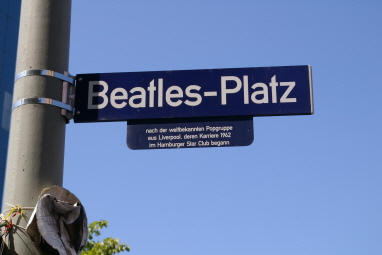 Beatles-Platz
nach der weltbekannten Popgruppe
aus Liverpool, deren Karriere 1962
im Hamburger Star Club begann